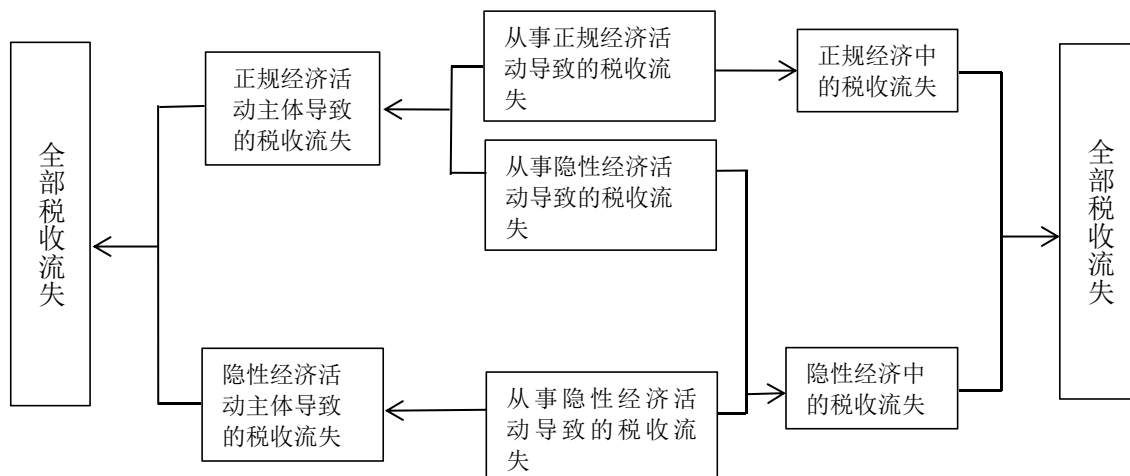 全部税收流失
正规经济活
动主体导致
的税收流失
隐性经济活
动主体导致
的税收流失
从事正规经济活
动导致的税收流
失
从事隐性经济活
动导致的税收流
失
从事隐性经济活
动导致的税收流
失
正规经济中
的税收流失
隐性经济中
的税收流失
全部税收流失